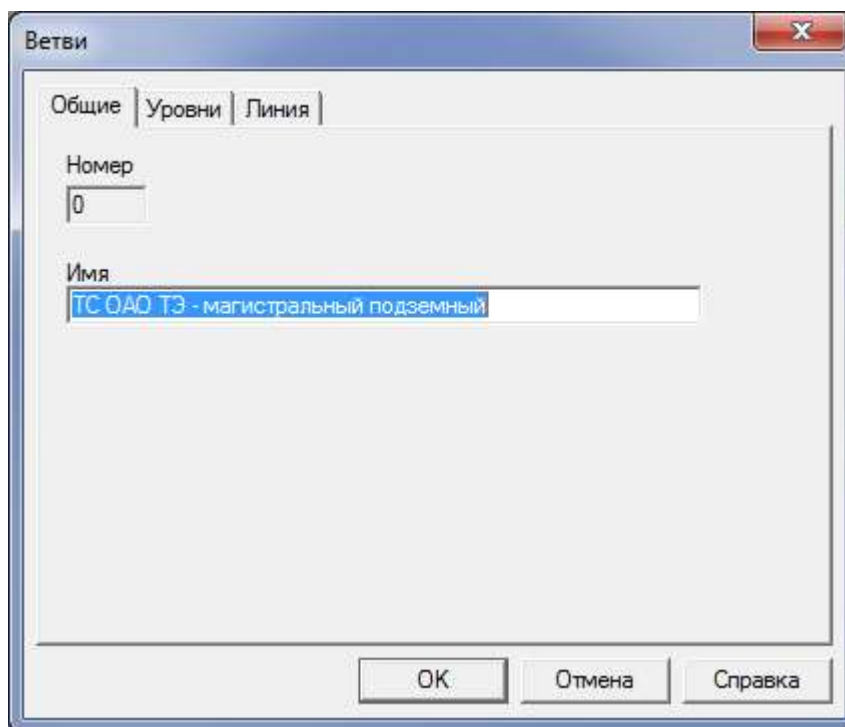 Ветви
Общие Уровни Линия
Номер
0
Имя
ТС ОАО ТЭ - магистральный подземный
OK Отмена Справка